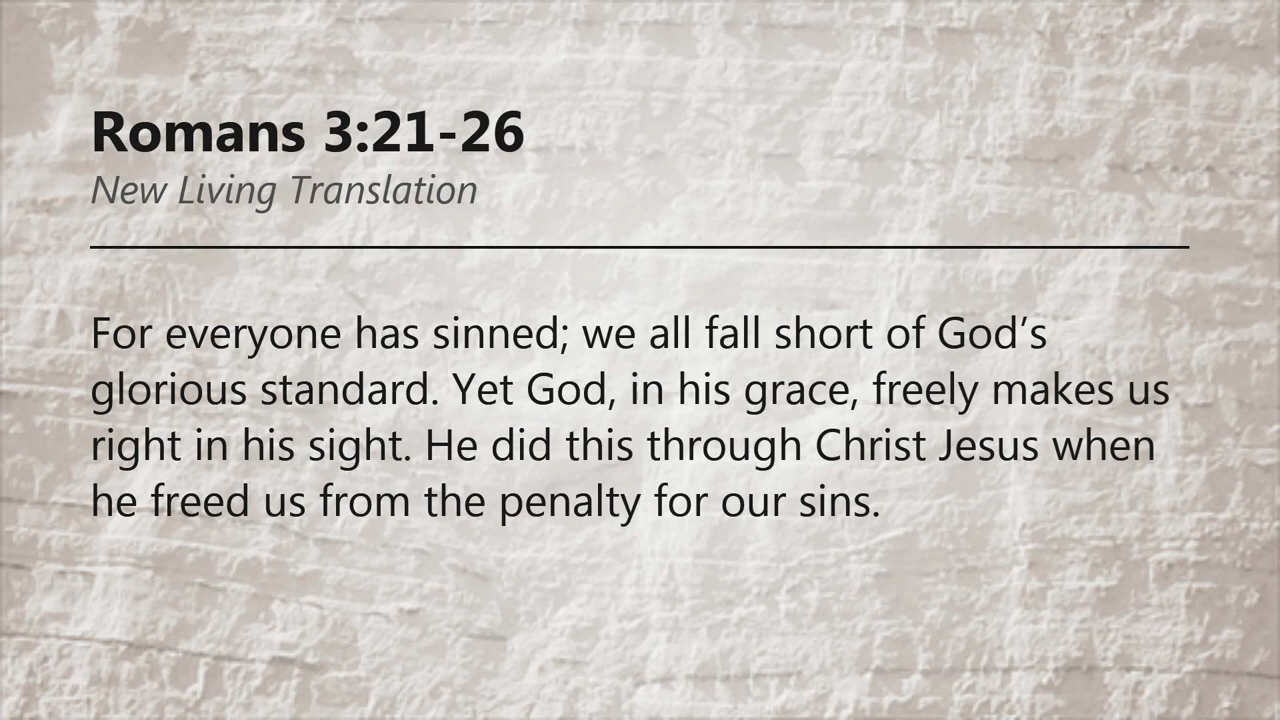 Romans 3:21-26
New Living Translation
For everyone has sinned; we all fall short of God’s
glorious standard. Yet God, in his grace, freely makes us
right in his sight. He did this through Christ Jesus when
he freed us from the penalty for our sins.